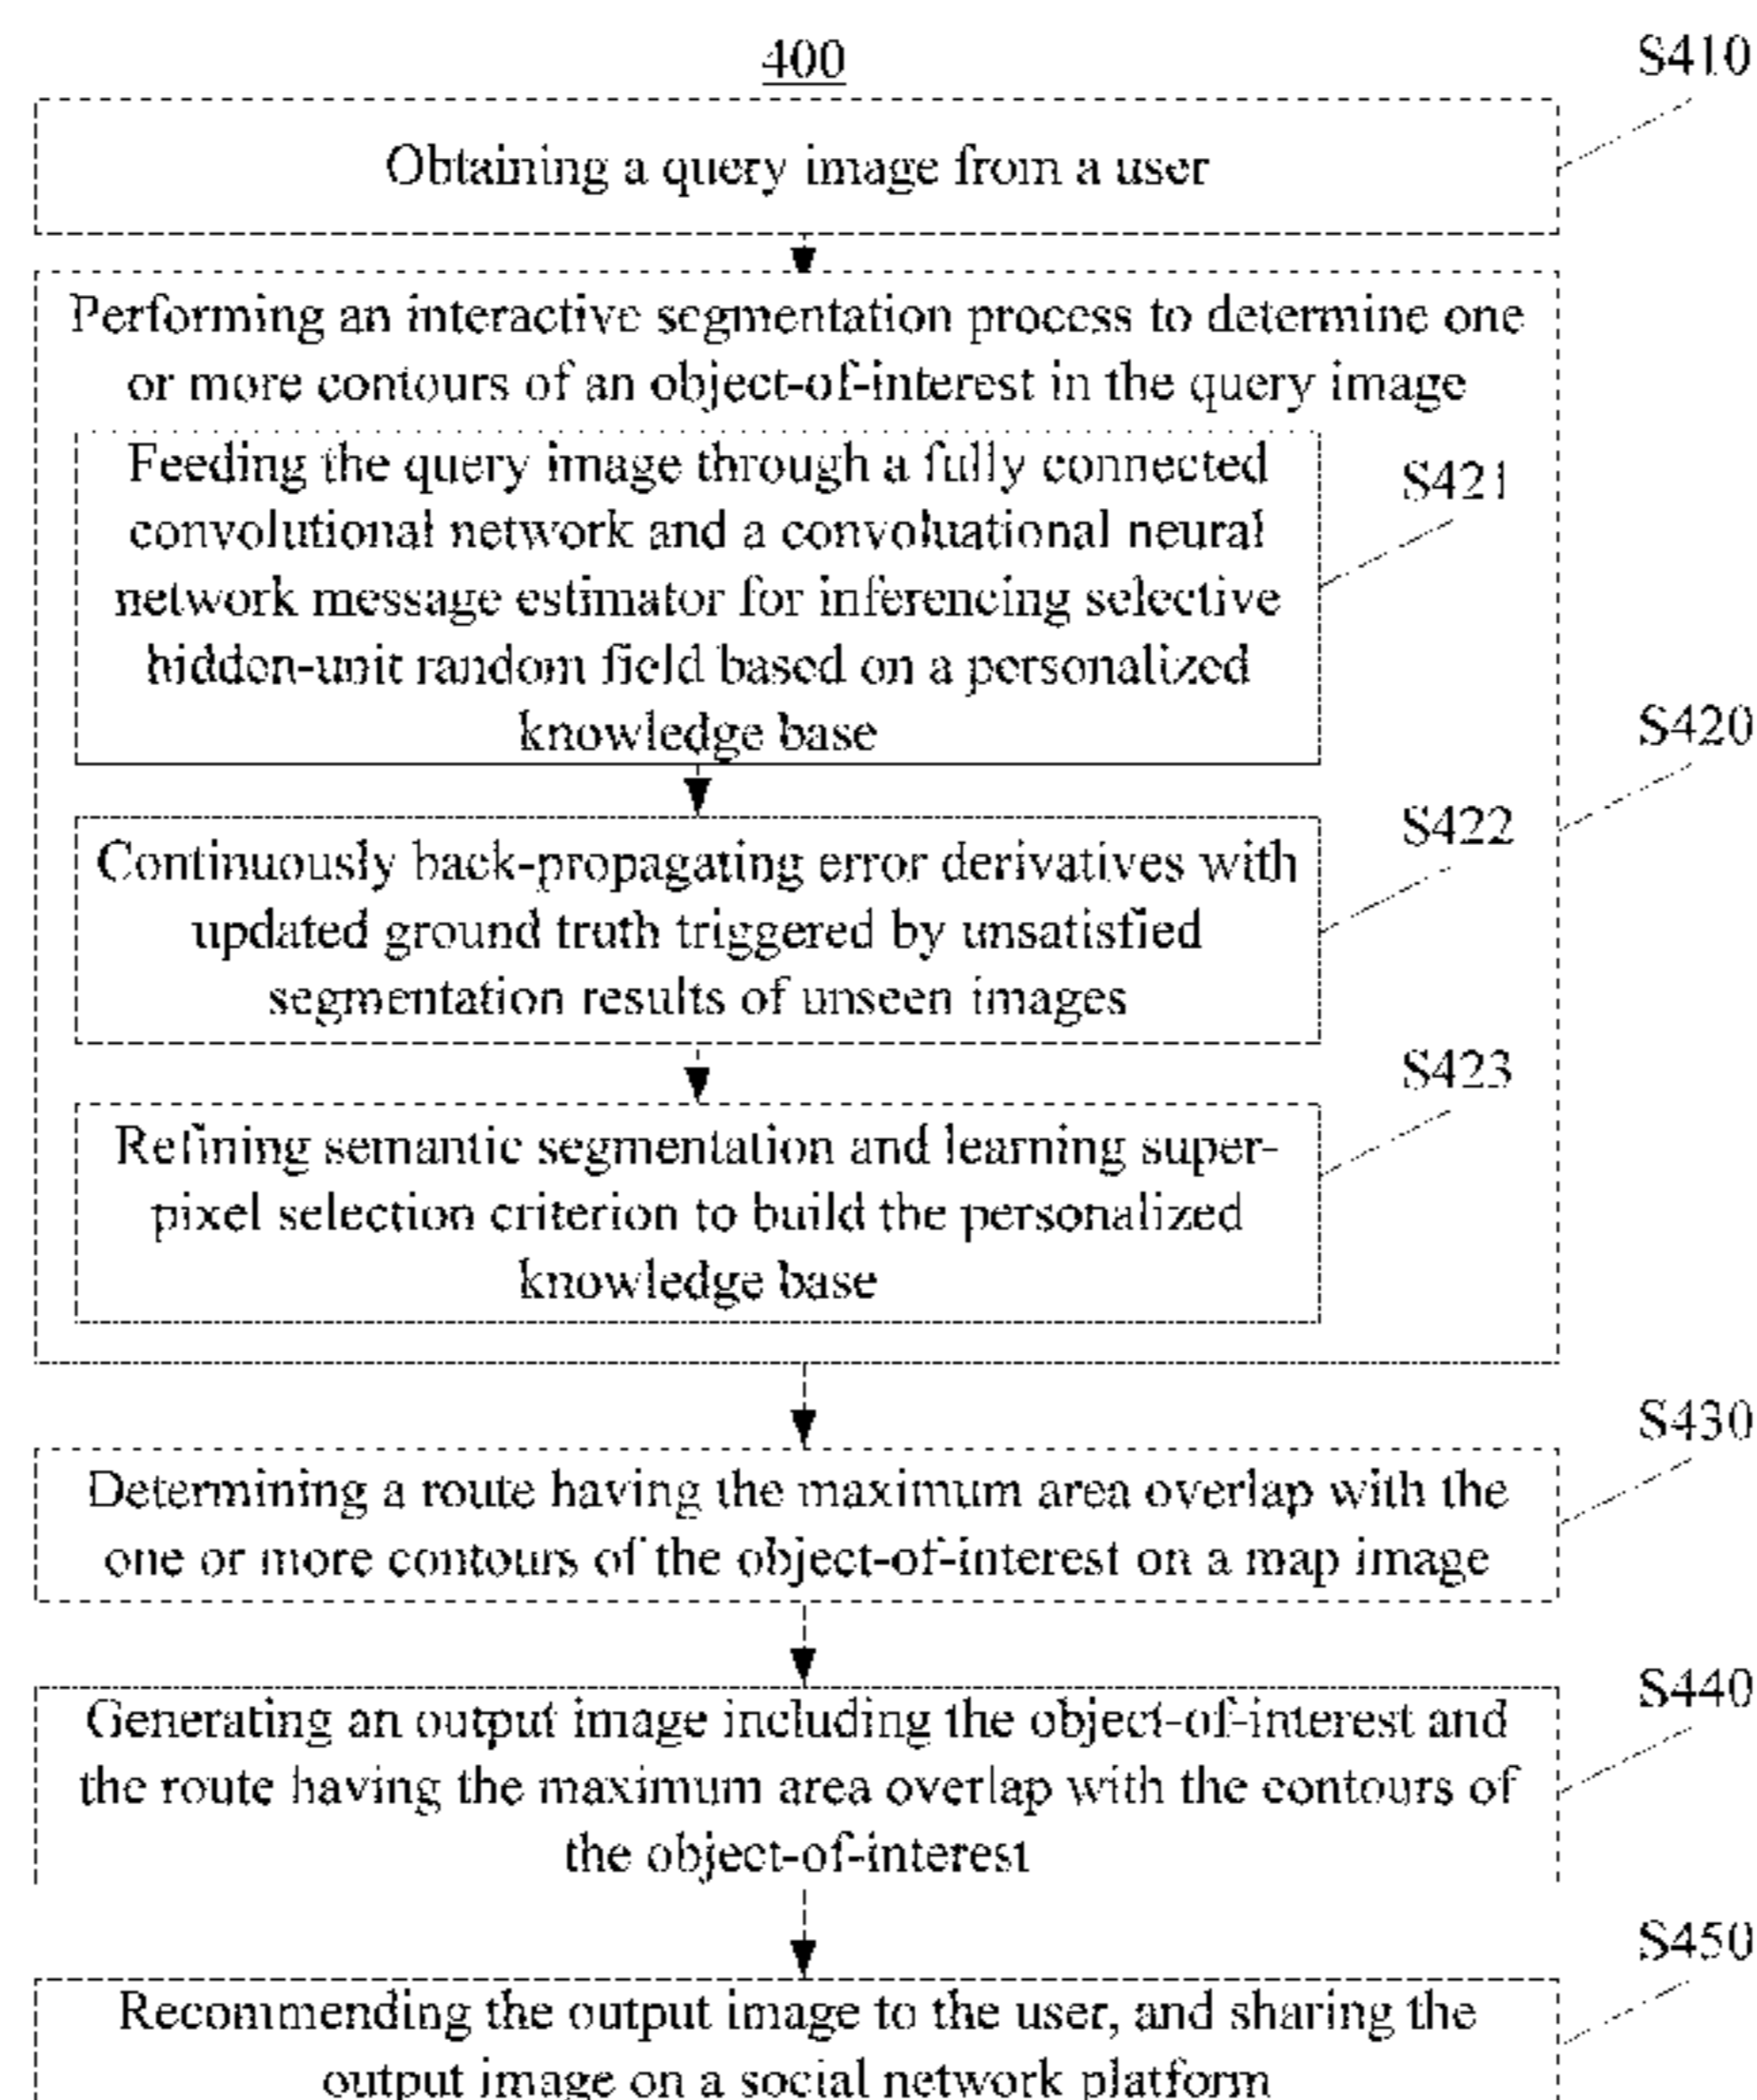 400
S410
Obtaining a query image from a user
Performing an interactive segmentation process to determine one
or more contours of an object-of-interest in the query image
Feeding the query image through a fully connected
convolutional network and a convoluational neural
network message estimator for inferencing selective
hidden-unit random field based on a personalized
knowledge base
S421
S420
Continuously back-propagating error derivatives with
updated ground truth triggered by unsatisfied
segmentation results of unseen images
S422
Refining semantic segmentation and learning super-
pixel selection criterion to build the personalized
knowledge base
S423
S430
Determining a route having the maximum area overlap with the
one or more contours of the object-of-interest on a map image
S440
Generating an output image including the object-of-interest and
the route having the maximum area overlap with the contours of
the object-of-interest
S450
Recommending the output image to the user, and sharing the
output image on a social network platform